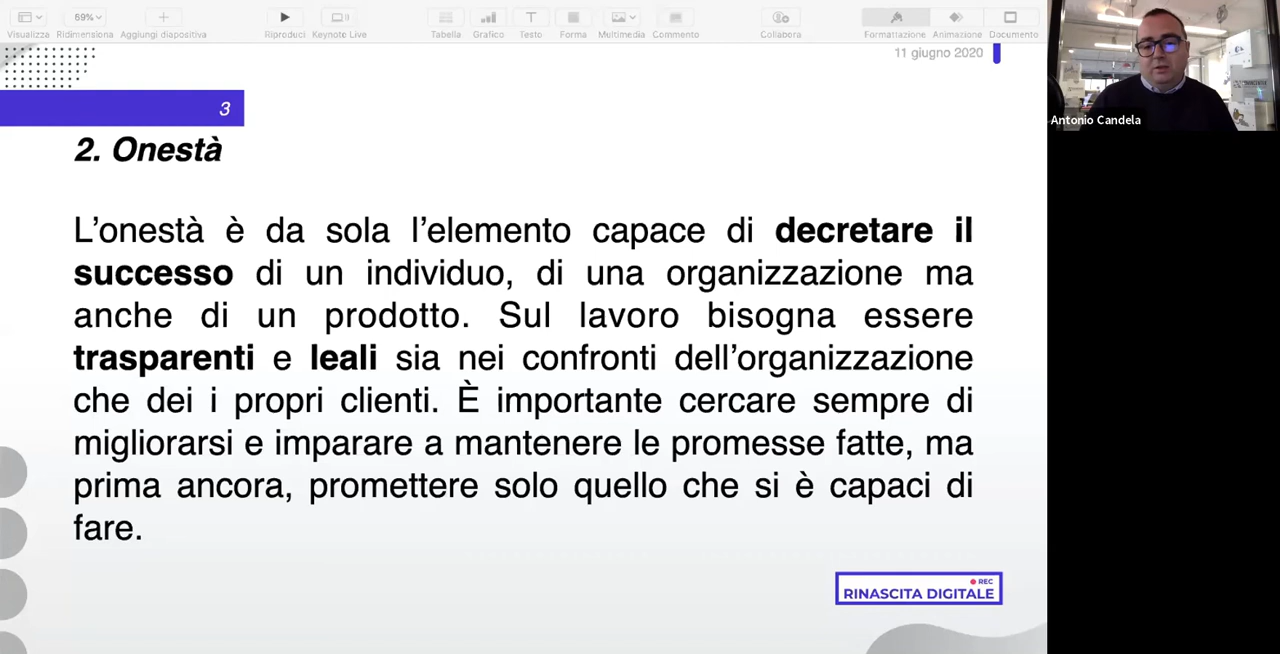 69%
Visualizza Ridimensiona Aggiungi diapositiva Riproduci Keynote Live Tabella Grafico Testo Forma Multimedia Commento Collabora Formattazione Animazione Documento
11 giugno 2020
3
2. Onestà
L’onestà è da sola l’elemento capace di decretare il
successo di un individuo, di una organizzazione ma
anche di un prodotto. Sul lavoro bisogna essere
trasparenti e leali sia nei confronti dell’organizzazione
che dei i propri clienti. È importante cercare sempre di
migliorarsi e imparare a mantenere le promesse fatte, ma
prima ancora, promettere solo quello che si è capaci di
fare.
REC
RINASCITA DIGITALE
Antonio Candela